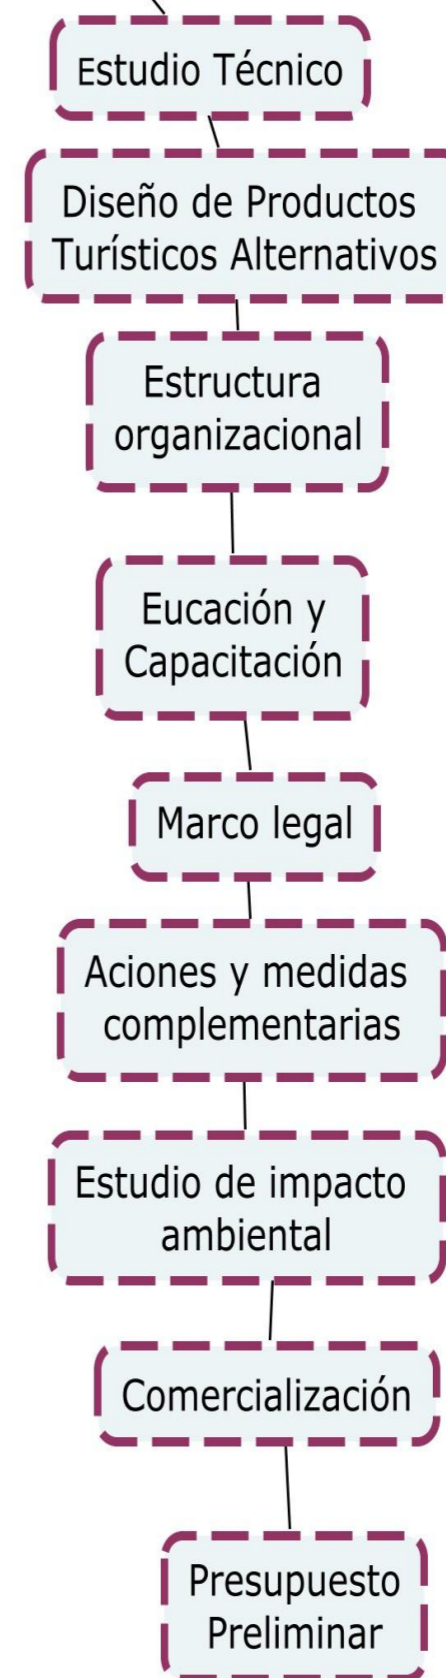 Estudio Técnico
Diseño de Productos
Turísticos Alternativos
Estructura
organizacional
Eucación y
Capacitación
Marco legal
Aciones y medidas
complementarias
Estudio de impacto
ambiental
Comercialización
Presupuesto
Preliminar